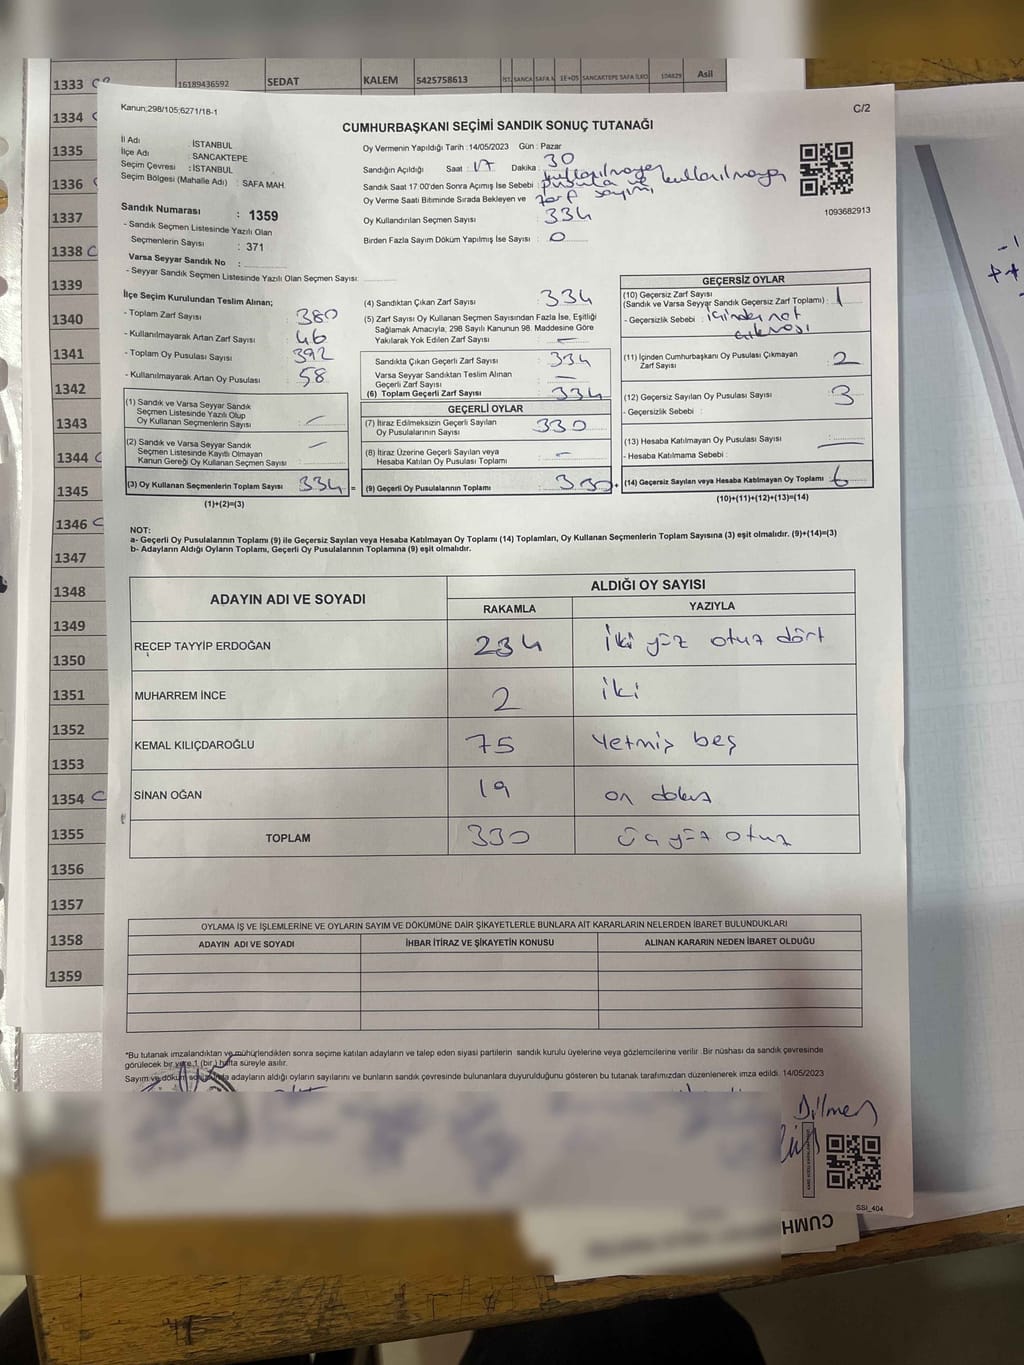 1333 C
16189436592 SEDAT KALEM 5425758613 İST. SANCA SAFA M 1E+05 SANCAKTEPE SAFA İLKO 104829 Asil
1334 C
1335
1336
1337
1338 C
1339
1340
1341
1342
1343
1344 C
1345
1346 C
1347
1348
1349
1350
1351
1352
1353
1354 C
1355
1356
1357
1358
1359
Kanun;298/105;6271/18-1
C/2
CUMHURBAŞKANI SEÇİMİ SANDIK SONUÇ TUTANAĞI
İl Adı : İSTANBUL
İlçe Adı : SANCAKTEPE
Seçim Çevresi : İSTANBUL
Seçim Bölgesi (Mahalle Adı) : SAFA MAH.
Sandık Numarası : 1359
- Sandık Seçmen Listesinde Yazılı Olan
Seçmenlerin Sayısı : 371
Varsa Seyyar Sandık No :
- Seyyar Sandık Seçmen Listesinde Yazılı Olan Seçmen Sayısı:
Oy Vermenin Yapıldığı Tarih :14/05/2023 Gün : Pazar
Sandığın Açıldığı Saat : 17 Dakika : 30
Sandık Saat 17:00'den Sonra Açımış İse Sebebi : kullanılmayan pusula ve kullanılmayan zarf sayımı
Oy Verme Saati Bitiminde Sırada Bekleyen ve
Oy Kullandırılan Seçmen Sayısı : 334
Birden Fazla Sayım Döküm Yapılmış İse Sayısı : 0
1093682913
İlçe Seçim Kurulundan Teslim Alınan;
- Toplam Zarf Sayısı : 380
- Kullanılmayarak Artan Zarf Sayısı : 46
- Toplam Oy Pusulası Sayısı : 392
- Kullanılmayarak Artan Oy Pusulası : 58
(1) Sandık ve Varsa Seyyar Sandık
Seçmen Listesinde Yazılı Olup
Oy Kullanan Seçmenlerin Sayısı : –
(2) Sandık ve Varsa Seyyar Sandık
Seçmen Listesinde Kayıtlı Olmayan
Kanun Gereği Oy Kullanan Seçmen Sayısı : –
(3) Oy Kullanan Seçmenlerin Toplam Sayısı : 334 =
(1)+(2)=(3)
(4) Sandıktan Çıkan Zarf Sayısı : 334
(5) Zarf Sayısı Oy Kullanan Seçmen Sayısından Fazla İse, Eşitliği
Sağlamak Amacıyla, 298 Sayılı Kanunun 98. Maddesine Göre
Yakılarak Yok Edilen Zarf Sayısı : –
Sandıkta Çıkan Geçerli Zarf Sayısı : 334
Varsa Seyyar Sandıktan Teslim Alınan
Geçerli Zarf Sayısı : –
(6) Toplam Geçerli Zarf Sayısı : 334
GEÇERLİ OYLAR
(7) İtiraz Edilmeksizin Geçerli Sayılan
Oy Pusulalarının Sayısı : 330
(8) İtiraz Üzerine Geçerli Sayılan veya
Hesaba Katılan Oy Pusulası Toplamı : –
(9) Geçerli Oy Pusulalarının Toplamı : 330 +
GEÇERSİZ OYLAR
(10) Geçersiz Zarf Sayısı
(Sandık ve Varsa Seyyar Sandık Geçersiz Zarf Toplamı) : 1
- Geçersizlik Sebebi : içinden not çıkması
(11) İçinden Cumhurbaşkanı Oy Pusulası Çıkmayan
Zarf Sayısı : 2
(12) Geçersiz Sayılan Oy Pusulası Sayısı : 3
- Geçersizlik Sebebi :
(13) Hesaba Katılmayan Oy Pusulası Sayısı : –
- Hesaba Katılmama Sebebi :
(14) Geçersiz Sayılan veya Hesaba Katılmayan Oy Toplamı : 6
(10)+(11)+(12)+(13)=(14)
NOT:
a- Geçerli Oy Pusulalarının Toplamı (9) ile Geçersiz Sayılan veya Hesaba Katılmayan Oy Toplamı (14) Toplamları, Oy Kullanan Seçmenlerin Toplam Sayısına (3) eşit olmalıdır. (9)+(14)=(3)
b- Adayların Aldığı Oyların Toplamı, Geçerli Oy Pusulalarının Toplamına (9) eşit olmalıdır.
ADAYIN ADI VE SOYADI ALDIĞI OY SAYISI
RAKAMLA YAZIYLA
RECEP TAYYİP ERDOĞAN 234 iki yüz otuz dört
MUHARREM İNCE 2 iki
KEMAL KILIÇDAROĞLU 75 Yetmiş beş
SİNAN OĞAN 19 on dokuz
TOPLAM 330 üç yüz otuz
OYLAMA İŞ VE İŞLEMLERİNE VE OYLARIN SAYIM VE DÖKÜMÜNE DAİR ŞİKAYETLERLE BUNLARA AİT KARARLARIN NELERDEN İBARET BULUNDUKLARI
ADAYIN ADI VE SOYADI İHBAR İTİRAZ VE ŞİKAYETİN KONUSU ALINAN KARARIN NEDEN İBARET OLDUĞU
*Bu tutanak imzalandıktan ve mühürlendikten sonra seçime katılan adayların ve talep eden siyasi partilerin sandık kurulu üyelerine veya gözlemcilerine verilir .Bir nüshası da sandık çevresinde
görülecek bir yere 1 (bir ) hafta süreyle asılır.
Sayım ve döküm adayların aldığı oyların sayılarını ve bunların sandık çevresinde bulunanlara duyurulduğunu gösteren bu tutanak tarafımızdan düzenlenerek imza edildi. 14/05/2023
Dilmen
SSİ_404
CUMH